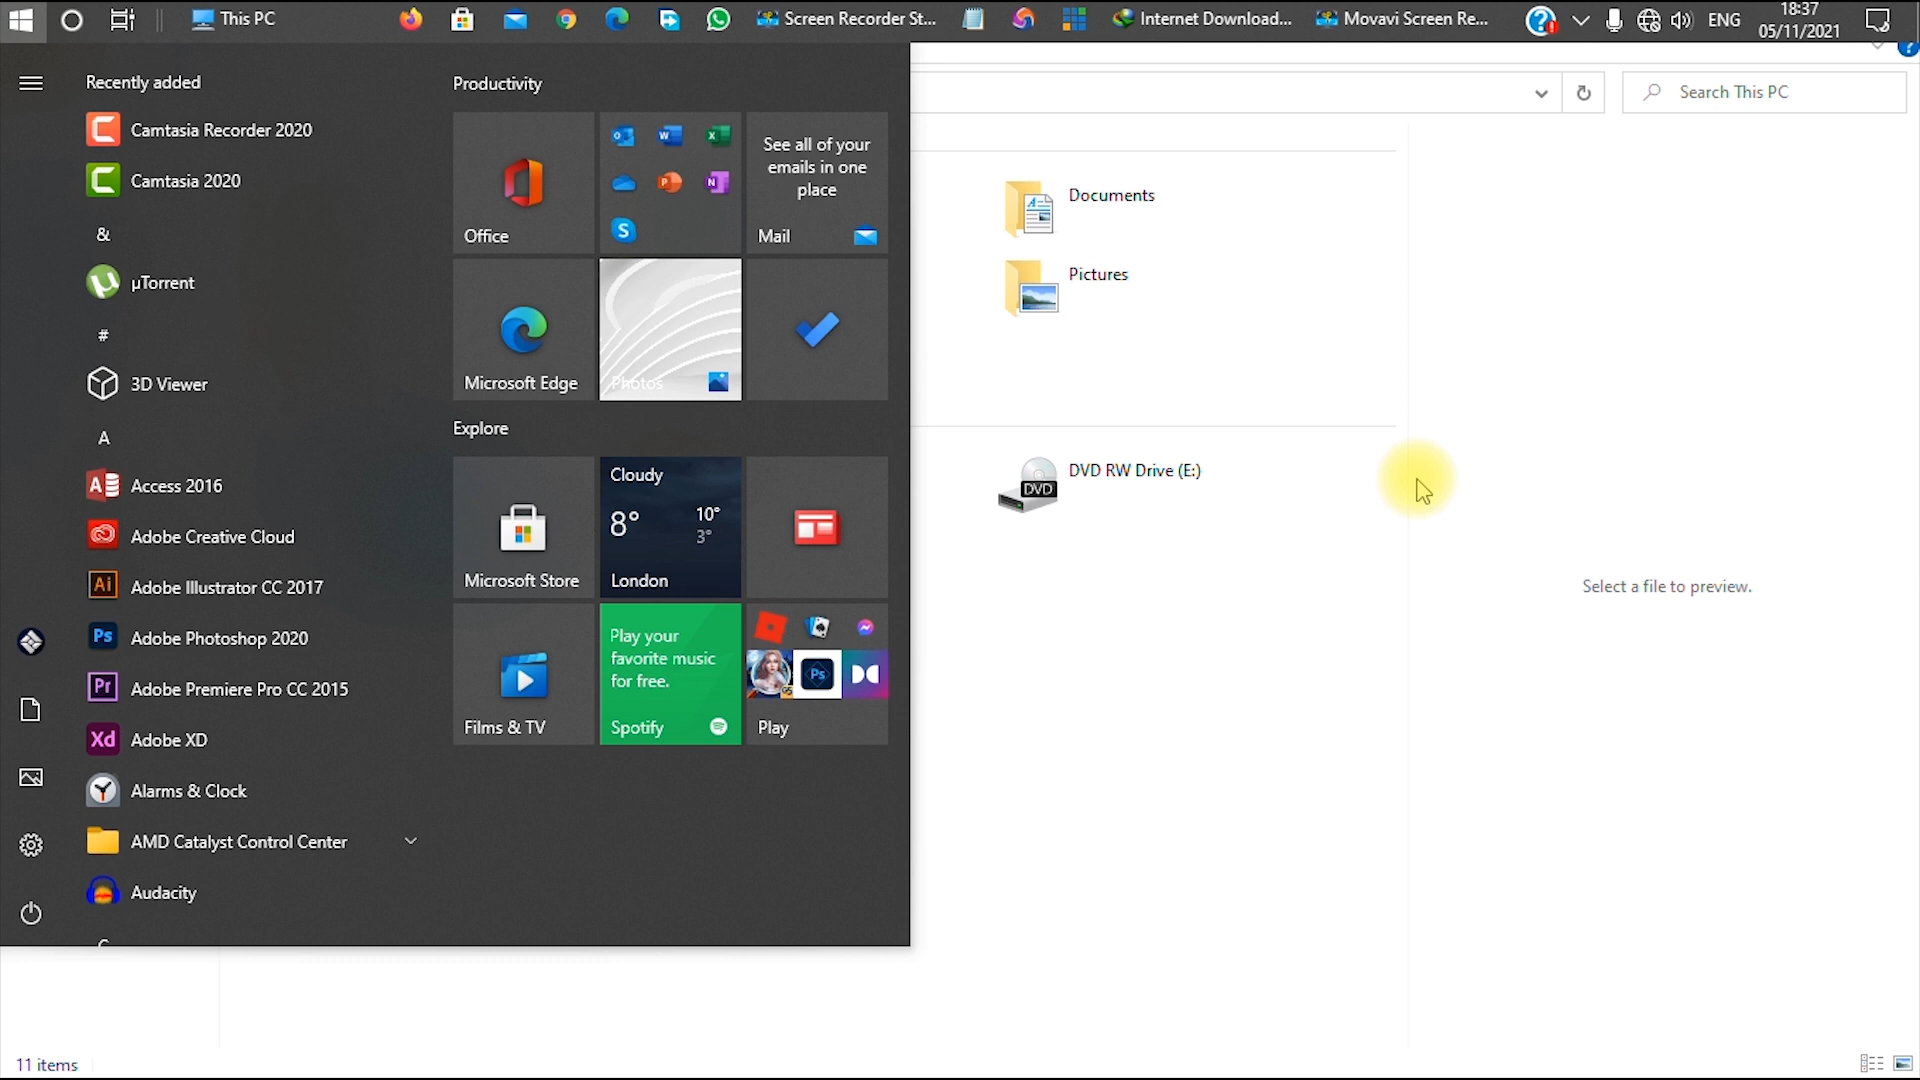 This PC
Screen Recorder St...
Internet Download...
Movavi Screen Re...
ENG
18:37
05/11/2021
Search This PC
Recently added
Camtasia Recorder 2020
Camtasia 2020
&
µTorrent
#
3D Viewer
A
Access 2016
Adobe Creative Cloud
Adobe Illustrator CC 2017
Adobe Photoshop 2020
Adobe Premiere Pro CC 2015
Adobe XD
Alarms & Clock
AMD Catalyst Control Center
Audacity
Productivity
Office
See all of your
emails in one
place
Mail
Microsoft Edge
Photos
Explore
Microsoft Store
Cloudy
8°
10°
3°
London
Films & TV
Play your
favorite music
for free.
Spotify
Play
Documents
Pictures
DVD RW Drive (E:)
DVD
Select a file to preview.
11 items